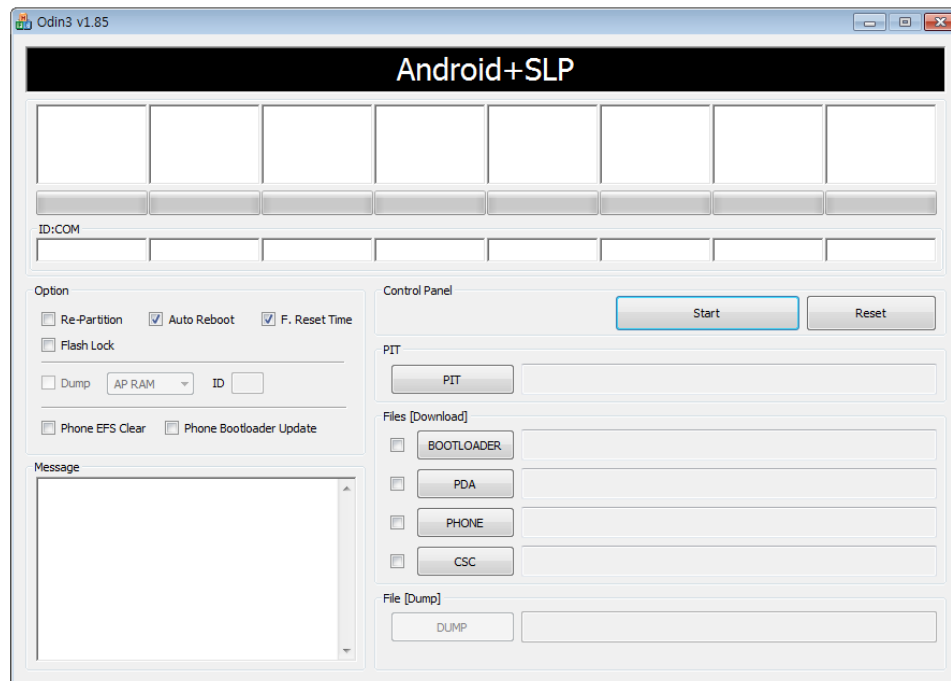 Odin3 v1.85
Android+SLP
ID:COM
Option
Re-Partition Auto Reboot F. Reset Time
Flash Lock
Dump AP RAM ID
Phone EFS Clear Phone Bootloader Update
Message
Control Panel
Start Reset
PIT
PIT
Files [Download]
BOOTLOADER
PDA
PHONE
CSC
File [Dump]
DUMP